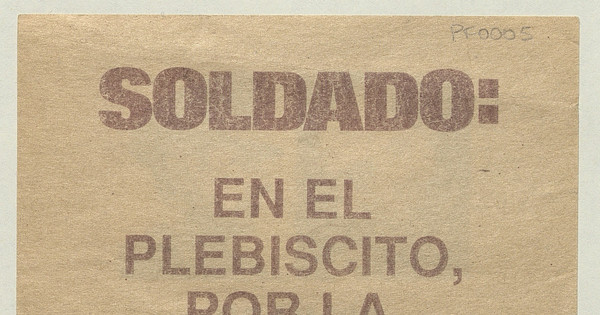 PF0005
SOLDADO:
EN EL
PLEBISCITO,
POR LA